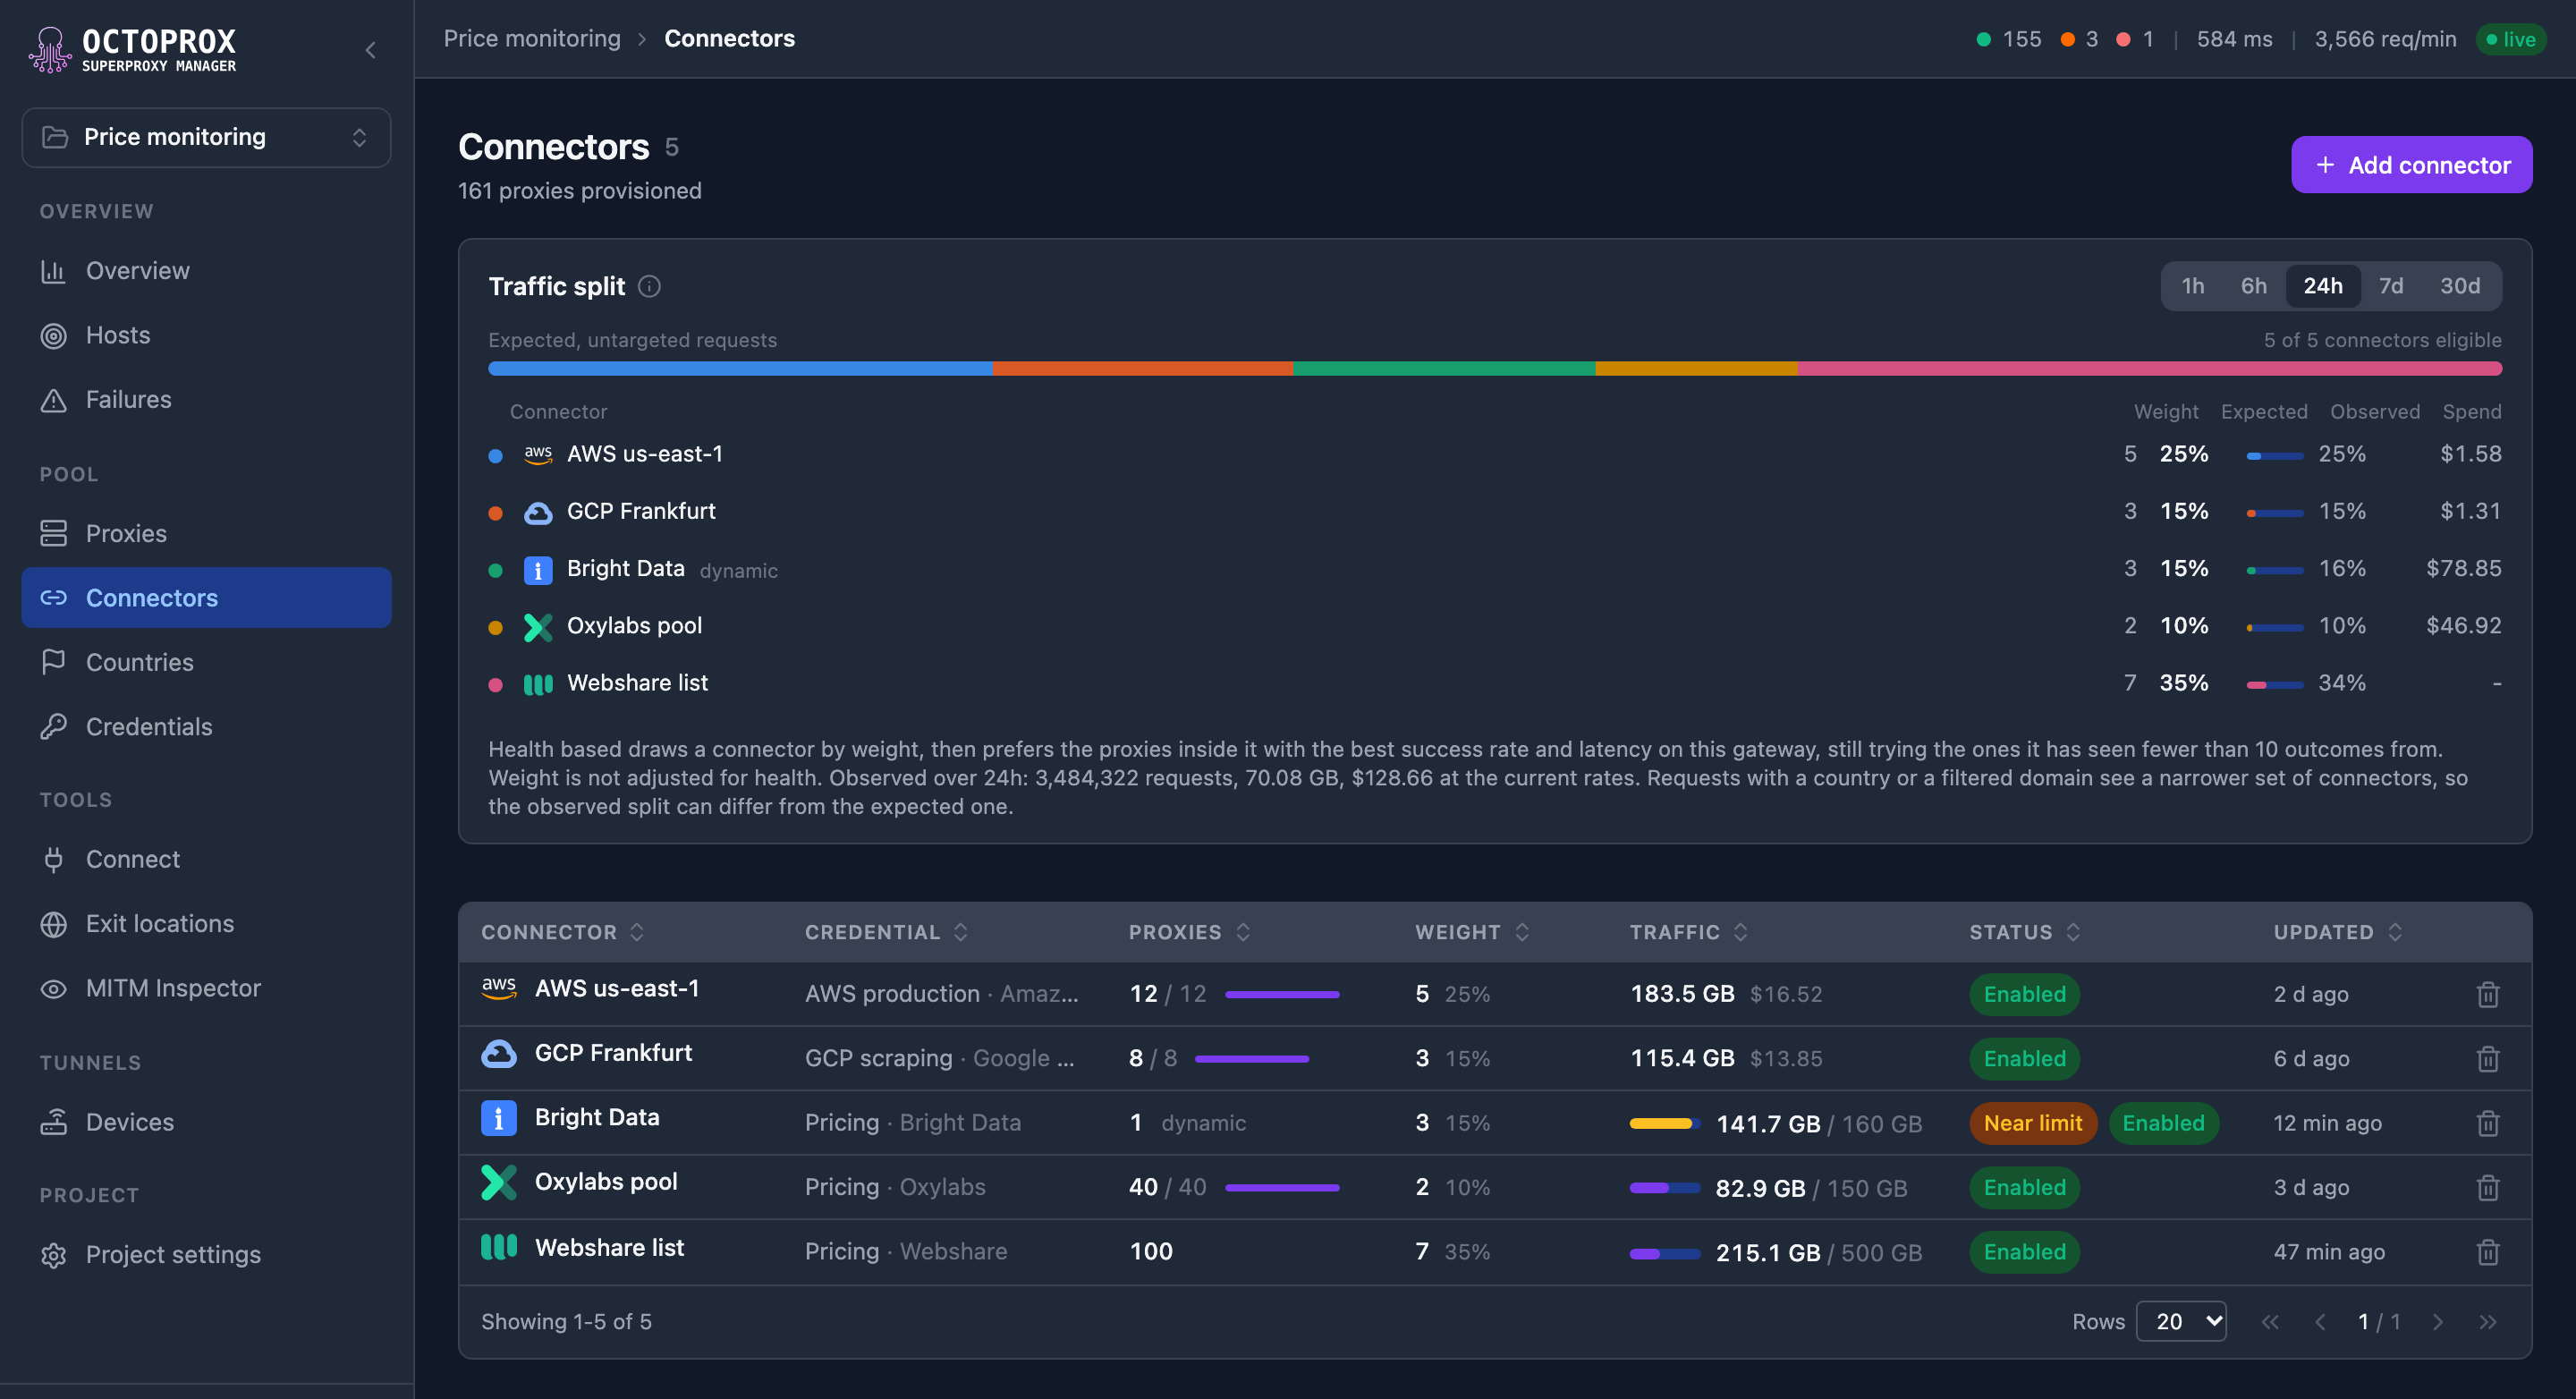 OCTOPROX
SUPERPROXY MANAGER
Price monitoring
OVERVIEW
Overview
Hosts
Failures
POOL
Proxies
Connectors
Countries
Credentials
TOOLS
Connect
Exit locations
MITM Inspector
TUNNELS
Devices
PROJECT
Project settings
Price monitoring > Connectors
155 3 1 | 584 ms | 3,566 req/min live
Connectors 5
161 proxies provisioned
+ Add connector
Traffic split
1h 6h 24h 7d 30d
Expected, untargeted requests
5 of 5 connectors eligible
Connector Weight Expected Observed Spend
aws AWS us-east-1 5 25% 25% $1.58
GCP Frankfurt 3 15% 15% $1.31
Bright Data dynamic 3 15% 16% $78.85
Oxylabs pool 2 10% 10% $46.92
Webshare list 7 35% 34% -
Health based draws a connector by weight, then prefers the proxies inside it with the best success rate and latency on this gateway, still trying the ones it has seen fewer than 10 outcomes from.
Weight is not adjusted for health. Observed over 24h: 3,484,322 requests, 70.08 GB, $128.66 at the current rates. Requests with a country or a filtered domain see a narrower set of connectors, so
the observed split can differ from the expected one.
CONNECTOR CREDENTIAL PROXIES WEIGHT TRAFFIC STATUS UPDATED
aws AWS us-east-1 AWS production · Amaz... 12 / 12 5 25% 183.5 GB $16.52 Enabled 2 d ago
GCP Frankfurt GCP scraping · Google ... 8 / 8 3 15% 115.4 GB $13.85 Enabled 6 d ago
Bright Data Pricing · Bright Data 1 dynamic 3 15% 141.7 GB / 160 GB Near limit Enabled 12 min ago
Oxylabs pool Pricing · Oxylabs 40 / 40 2 10% 82.9 GB / 150 GB Enabled 3 d ago
Webshare list Pricing · Webshare 100 7 35% 215.1 GB / 500 GB Enabled 47 min ago
Showing 1-5 of 5
Rows 20 1 / 1